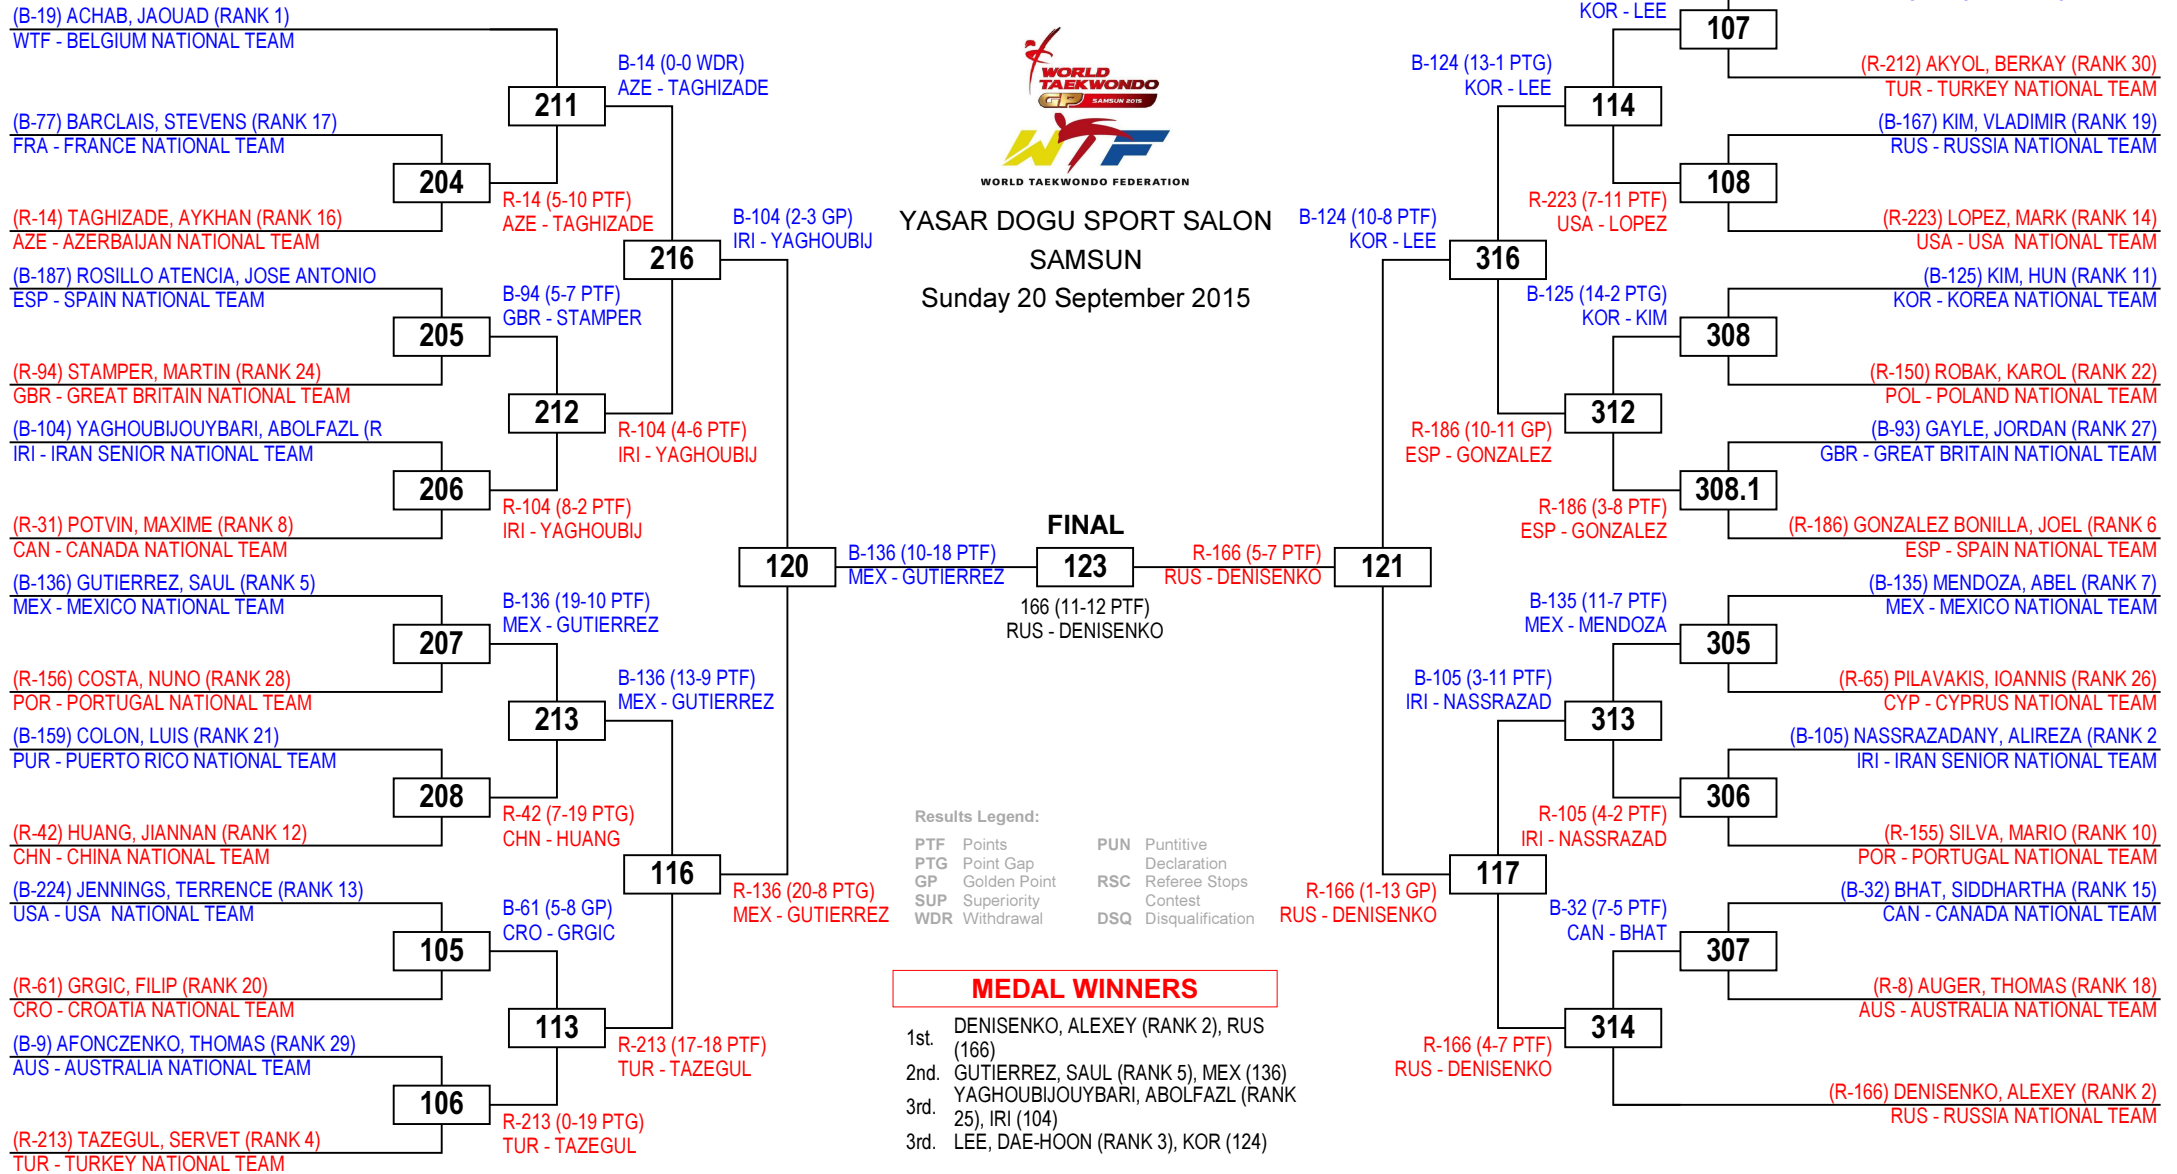 (B-19) ACHAB, JAOUAD (RANK 1)
WTF - BELGIUM NATIONAL TEAM
B-14 (0-0 WDR)
AZE - TAGHIZADE
211
(B-77) BARCLAIS, STEVENS (RANK 17)
FRA - FRANCE NATIONAL TEAM
204
R-14 (5-10 PTF)
AZE - TAGHIZADE
(R-14) TAGHIZADE, AYKHAN (RANK 16)
AZE - AZERBAIJAN NATIONAL TEAM
B-104 (2-3 GP)
IRI - YAGHOUBIJ
216
(B-187) ROSILLO ATENCIA, JOSE ANTONIO
ESP - SPAIN NATIONAL TEAM
B-94 (5-7 PTF)
GBR - STAMPER
205
(R-94) STAMPER, MARTIN (RANK 24)
GBR - GREAT BRITAIN NATIONAL TEAM
212
(B-104) YAGHOUBIJOUYBARI, ABOLFAZL (R
IRI - IRAN SENIOR NATIONAL TEAM
R-104 (4-6 PTF)
IRI - YAGHOUBIJ
206
R-104 (8-2 PTF)
IRI - YAGHOUBIJ
(R-31) POTVIN, MAXIME (RANK 8)
CAN - CANADA NATIONAL TEAM
120
B-136 (10-18 PTF)
MEX - GUTIERREZ
(B-136) GUTIERREZ, SAUL (RANK 5)
MEX - MEXICO NATIONAL TEAM
B-136 (19-10 PTF)
MEX - GUTIERREZ
207
(R-156) COSTA, NUNO (RANK 28)
POR - PORTUGAL NATIONAL TEAM
B-136 (13-9 PTF)
MEX - GUTIERREZ
213
(B-159) COLON, LUIS (RANK 21)
PUR - PUERTO RICO NATIONAL TEAM
208
R-42 (7-19 PTG)
CHN - HUANG
(R-42) HUANG, JIANNAN (RANK 12)
CHN - CHINA NATIONAL TEAM
116
R-136 (20-8 PTG)
MEX - GUTIERREZ
(B-224) JENNINGS, TERRENCE (RANK 13)
USA - USA NATIONAL TEAM
B-61 (5-8 GP)
CRO - GRGIC
105
(R-61) GRGIC, FILIP (RANK 20)
CRO - CROATIA NATIONAL TEAM
113
R-213 (17-18 PTF)
TUR - TAZEGUL
(B-9) AFONCZENKO, THOMAS (RANK 29)
AUS - AUSTRALIA NATIONAL TEAM
106
R-213 (0-19 PTG)
TUR - TAZEGUL
(R-213) TAZEGUL, SERVET (RANK 4)
TUR - TURKEY NATIONAL TEAM
WORLD
TAEKWONDO
GP SAMSUN 2015
WTF
WORLD TAEKWONDO FEDERATION
YASAR DOGU SPORT SALON
SAMSUN
Sunday 20 September 2015
FINAL
123
166 (11-12 PTF)
RUS - DENISENKO
Results Legend:
PTF Points
PTG Point Gap
GP Golden Point
SUP Superiority
WDR Withdrawal
PUN Puntitive
Declaration
RSC Referee Stops
Contest
DSQ Disqualification
MEDAL WINNERS
1st. DENISENKO, ALEXEY (RANK 2), RUS
(166)
2nd. GUTIERREZ, SAUL (RANK 5), MEX (136)
3rd. YAGHOUBIJOUYBARI, ABOLFAZL (RANK
25), IRI (104)
3rd. LEE, DAE-HOON (RANK 3), KOR (124)
KOR - LEE
107
(R-212) AKYOL, BERKAY (RANK 30)
TUR - TURKEY NATIONAL TEAM
B-124 (13-1 PTG)
KOR - LEE
114
(B-167) KIM, VLADIMIR (RANK 19)
RUS - RUSSIA NATIONAL TEAM
108
R-223 (7-11 PTF)
USA - LOPEZ
(R-223) LOPEZ, MARK (RANK 14)
USA - USA NATIONAL TEAM
B-124 (10-8 PTF)
KOR - LEE
316
(B-125) KIM, HUN (RANK 11)
KOR - KOREA NATIONAL TEAM
B-125 (14-2 PTG)
KOR - KIM
308
(R-150) ROBAK, KAROL (RANK 22)
POL - POLAND NATIONAL TEAM
312
R-186 (10-11 GP)
ESP - GONZALEZ
(B-93) GAYLE, JORDAN (RANK 27)
GBR - GREAT BRITAIN NATIONAL TEAM
308.1
R-186 (3-8 PTF)
ESP - GONZALEZ
(R-186) GONZALEZ BONILLA, JOEL (RANK 6
ESP - SPAIN NATIONAL TEAM
R-166 (5-7 PTF)
RUS - DENISENKO
121
(B-135) MENDOZA, ABEL (RANK 7)
MEX - MEXICO NATIONAL TEAM
B-135 (11-7 PTF)
MEX - MENDOZA
305
(R-65) PILAVAKIS, IOANNIS (RANK 26)
CYP - CYPRUS NATIONAL TEAM
B-105 (3-11 PTF)
IRI - NASSRAZAD
313
(B-105) NASSRAZADANY, ALIREZA (RANK 2
IRI - IRAN SENIOR NATIONAL TEAM
306
R-105 (4-2 PTF)
IRI - NASSRAZAD
(R-155) SILVA, MARIO (RANK 10)
POR - PORTUGAL NATIONAL TEAM
117
R-166 (1-13 GP)
RUS - DENISENKO
(B-32) BHAT, SIDDHARTHA (RANK 15)
CAN - CANADA NATIONAL TEAM
B-32 (7-5 PTF)
CAN - BHAT
307
(R-8) AUGER, THOMAS (RANK 18)
AUS - AUSTRALIA NATIONAL TEAM
314
R-166 (4-7 PTF)
RUS - DENISENKO
(R-166) DENISENKO, ALEXEY (RANK 2)
RUS - RUSSIA NATIONAL TEAM